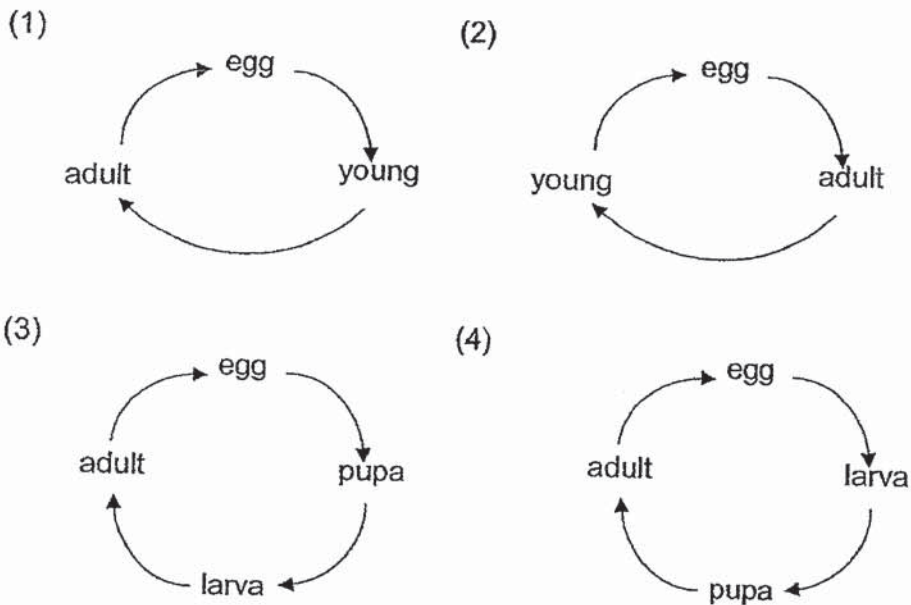 (1)
egg
adult
young
(2)
egg
young
adult
(3)
egg
adult
pupa
larva
(4)
egg
adult
larva
pupa